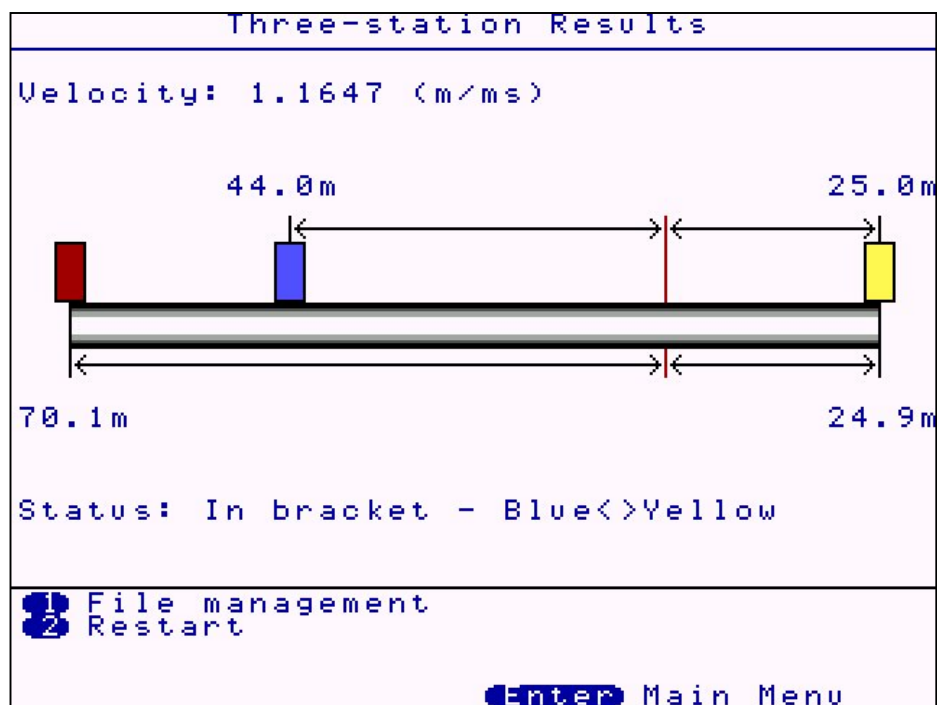 Three-station Results
Velocity: 1.1647 (m/ms)
44.0m 25.0m
70.1m 24.9m
Status: In bracket - Blue<>Yellow
1 File management
2 Restart
Enter Main Menu